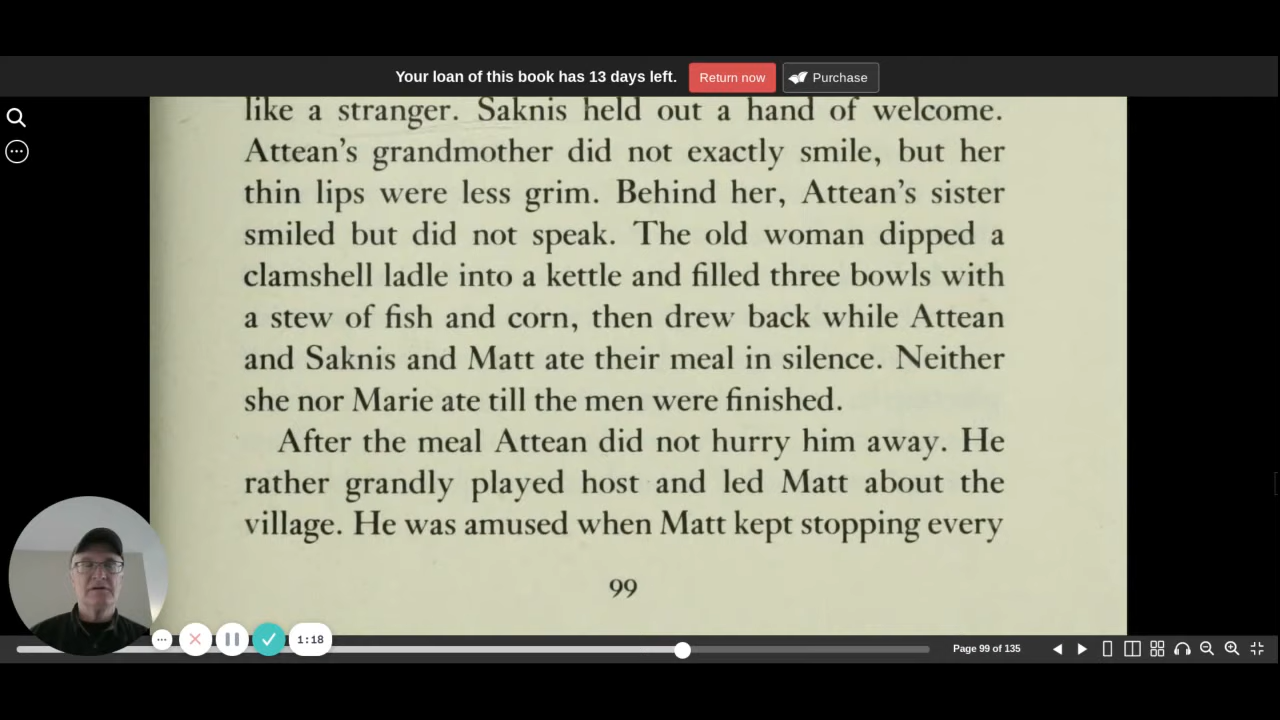 Your loan of this book has 13 days left. Return now Purchase
like a stranger. Saknis held out a hand of welcome.
Attean’s grandmother did not exactly smile, but her
thin lips were less grim. Behind her, Attean’s sister
smiled but did not speak. The old woman dipped a
clamshell ladle into a kettle and filled three bowls with
a stew of fish and corn, then drew back while Attean
and Saknis and Matt ate their meal in silence. Neither
she nor Marie ate till the men were finished.
After the meal Attean did not hurry him away. He
rather grandly played host and led Matt about the
village. He was amused when Matt kept stopping every
99
1:18
Page 99 of 135